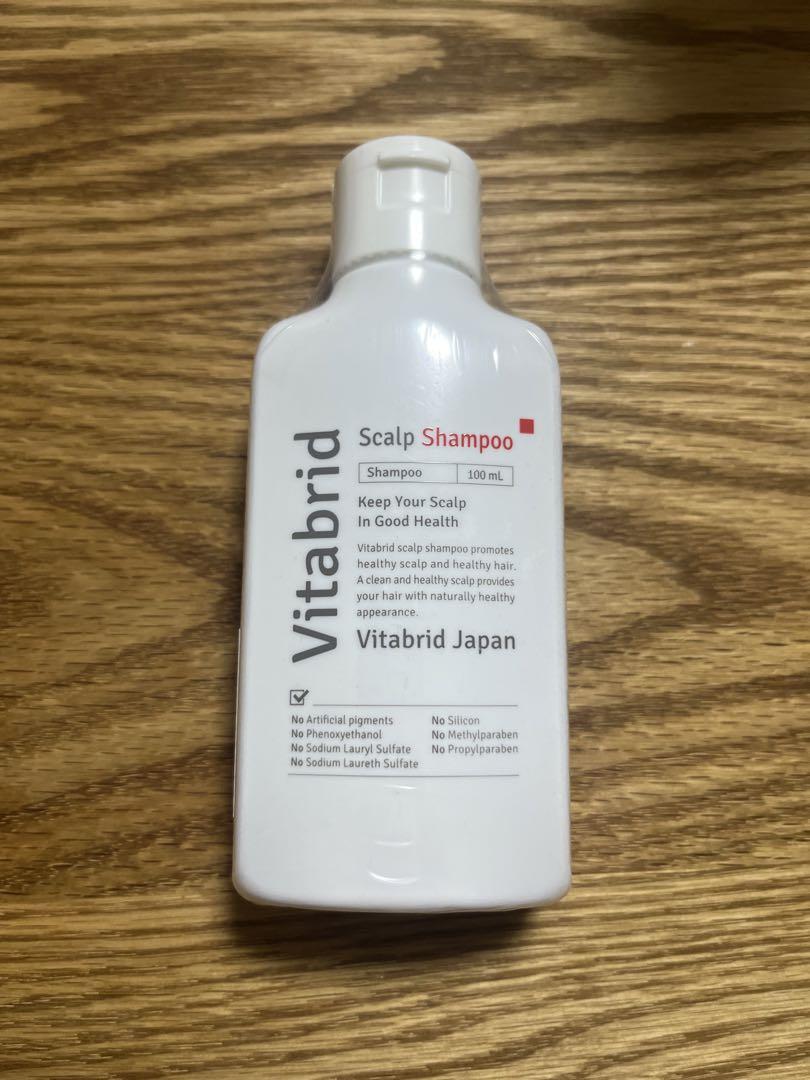 Vitabrid
Scalp Shampoo
Shampoo 100 mL
Keep Your Scalp
In Good Health
Vitabrid scalp shampoo promotes
healthy scalp and healthy hair.
A clean and healthy scalp provides
your hair with naturally healthy
appearance.
Vitabrid Japan
No Artificial pigments
No Phenoxyethanol
No Sodium Lauryl Sulfate
No Sodium Laureth Sulfate
No Silicon
No Methylparaben
No Propylparaben